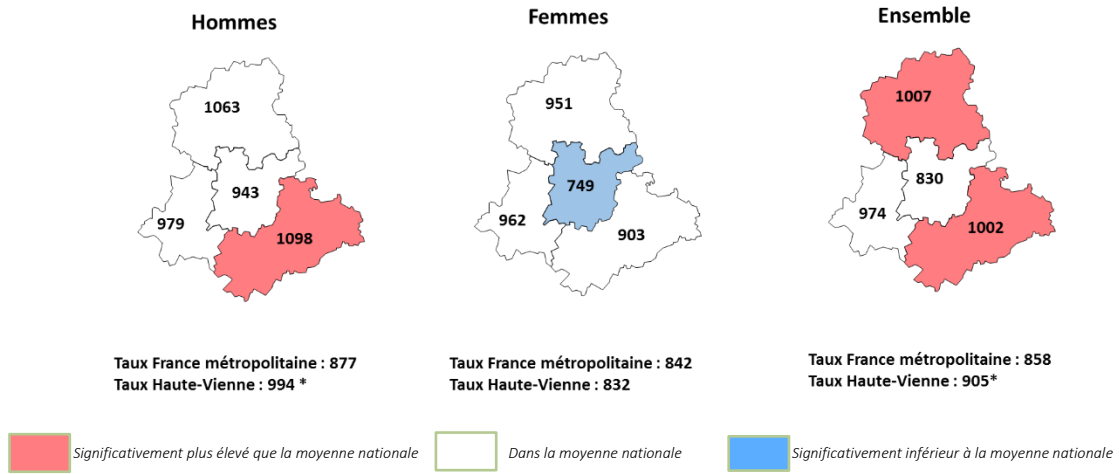 Hommes
1063
943
979
1098
Taux France métropolitaine : 877
Taux Haute-Vienne : 994 *
Femmes
951
749
962
903
Taux France métropolitaine : 842
Taux Haute-Vienne : 832
Ensemble
1007
830
974
1002
Taux France métropolitaine : 858
Taux Haute-Vienne : 905*
Significativement plus élevé que la moyenne nationale
Dans la moyenne nationale
Significativement inférieur à la moyenne nationale